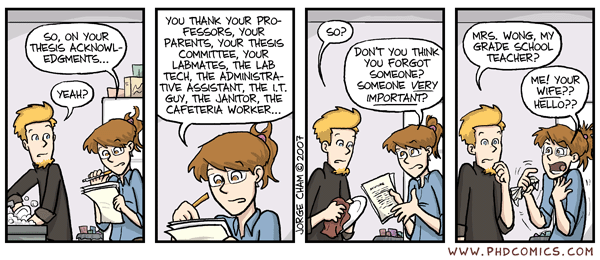 SO, ON YOUR
THESIS ACKNOWL-
EDGMENTS...
YEAH?
YOU THANK YOUR PRO-
FESSORS, YOUR
PARENTS, YOUR THESIS
COMMITTEE, YOUR
LABMATES, THE LAB
TECH, THE ADMINISTRA-
TIVE ASSISTANT, THE I.T.
GUY, THE JANITOR, THE
CAFETERIA WORKER...
JORGE CHAM © 2007
SO?
DON'T YOU THINK
YOU FORGOT
SOMEONE?
SOMEONE VERY
IMPORTANT?
MRS. WONG, MY
GRADE SCHOOL
TEACHER?
ME! YOUR
WIFE??
HELLO??
WWW.PHDCOMICS.COM